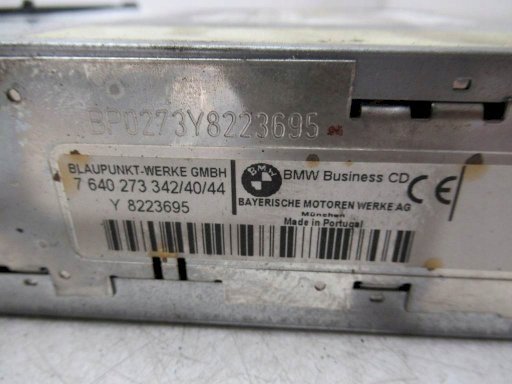 BP0273Y8223695
BLAUPUNKT-WERKE GMBH
7 640 273 342/40/44
Y 8223695
BMW
BMW Business CD
CE
BAYERISCHE MOTOREN WERKE AG
München
Made in Portugal